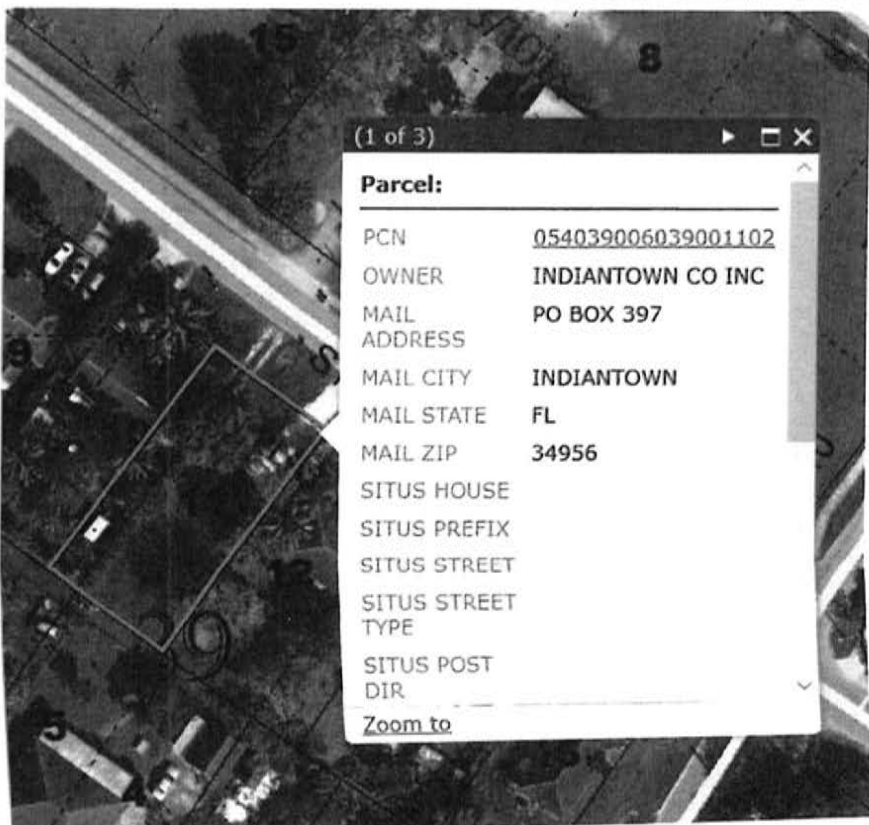 15
8
(1 of 3)
Parcel:
PCN 054039006039001102
OWNER INDIANTOWN CO INC
MAIL PO BOX 397
ADDRESS
MAIL CITY INDIANTOWN
MAIL STATE FL
MAIL ZIP 34956
SITUS HOUSE
SITUS PREFIX
SITUS STREET
SITUS STREET
TYPE
SITUS POST
DIR
Zoom to
9
39
5